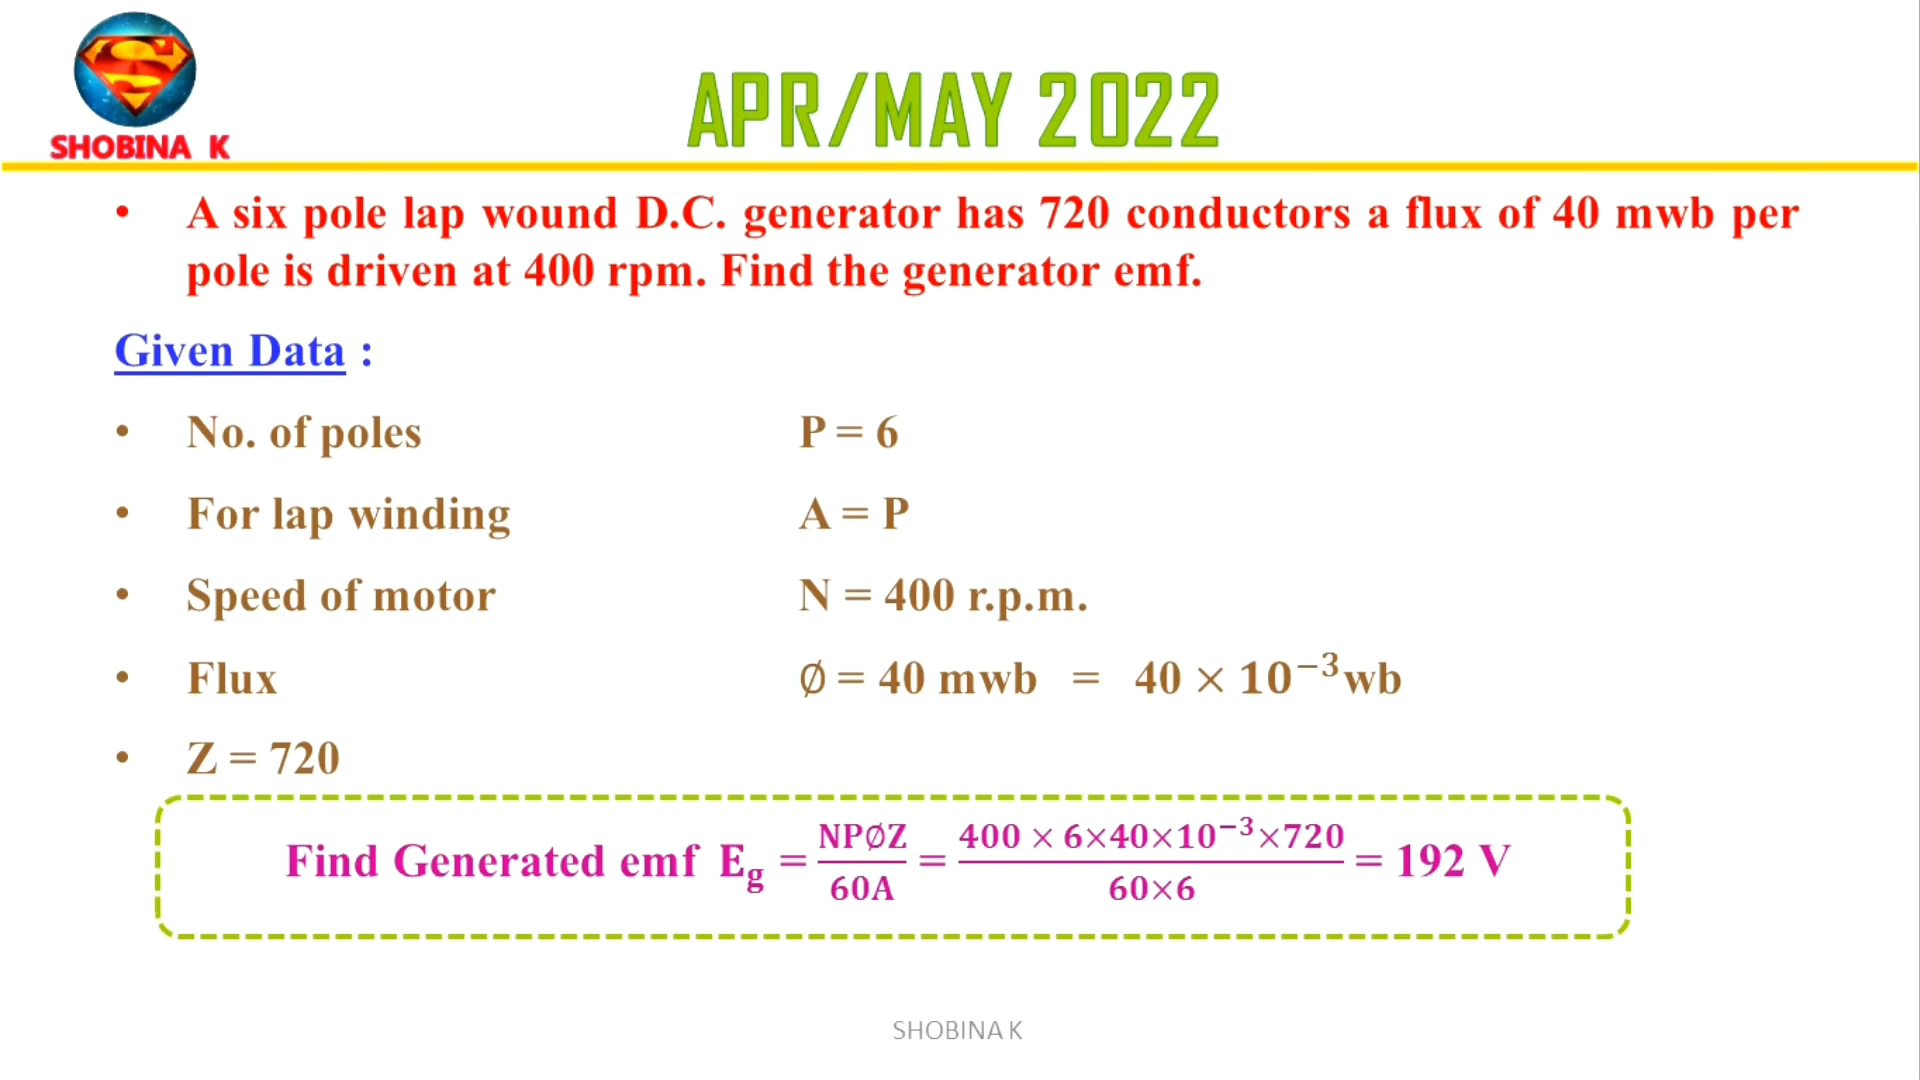 SHOBINA K
APR/MAY 2022
• A six pole lap wound D.C. generator has 720 conductors a flux of 40 mwb per
pole is driven at 400 rpm. Find the generator emf.
Given Data :
• No. of poles P = 6
• For lap winding A = P
• Speed of motor N = 400 r.p.m.
• Flux ∅ = 40 mwb = 40 × 10⁻³wb
• Z = 720
Find Generated emf E_g = NP∅Z/60A = 400 × 6×40×10⁻³×720/60×6 = 192 V
SHOBINA K